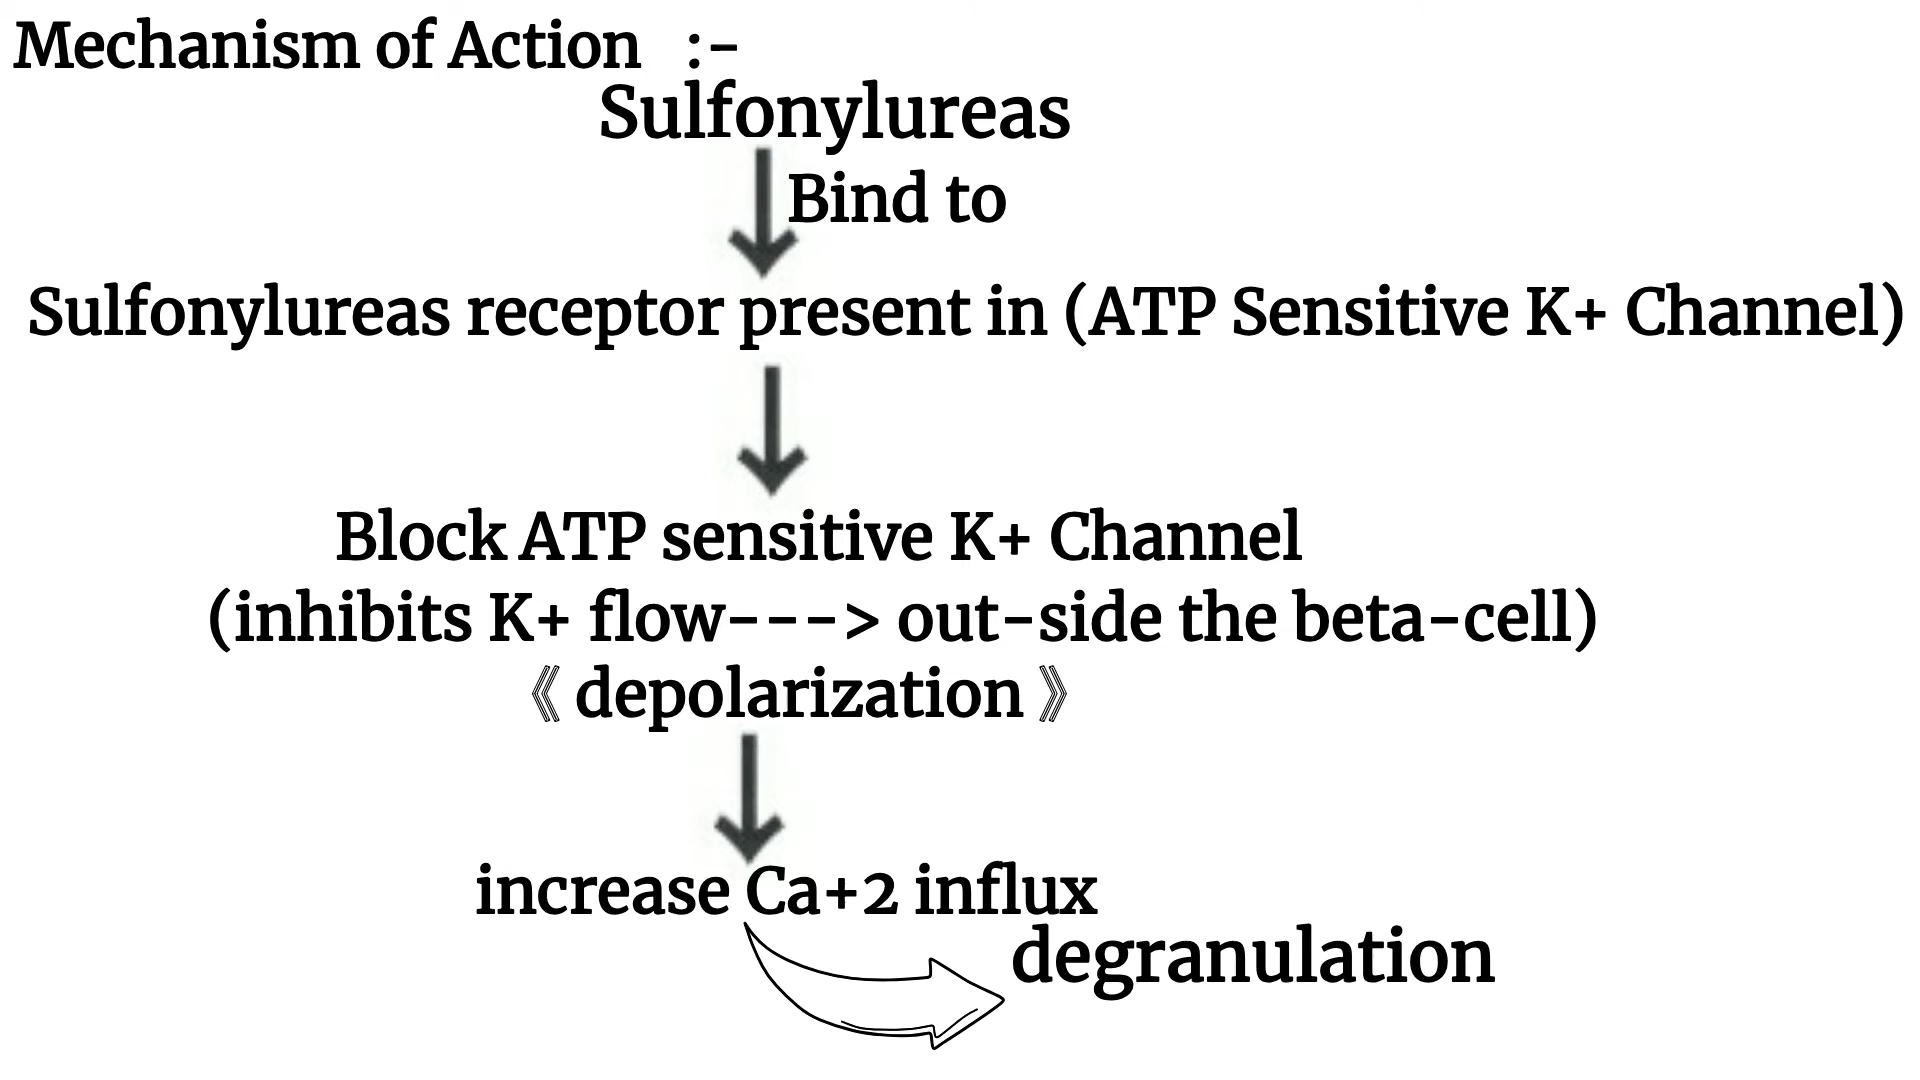 Mechanism of Action :-
Sulfonylureas
Bind to
Sulfonylureas receptor present in (ATP Sensitive K+ Channel)
Block ATP sensitive K+ Channel
(inhibits K+ flow---> out-side the beta-cell)
《 depolarization 》
increase Ca+2 influx
degranulation